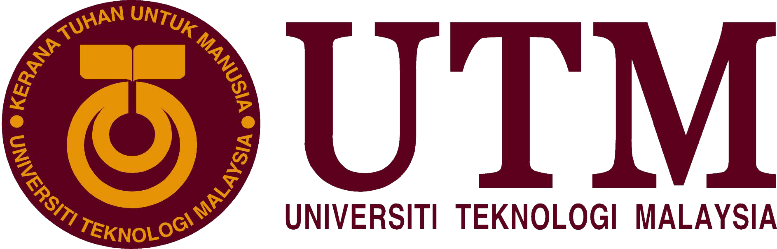 KERANA TUHAN UNTUK MANUSIA
UNIVERSITI TEKNOLOGI MALAYSIA
UTM
UNIVERSITI TEKNOLOGI MALAYSIA